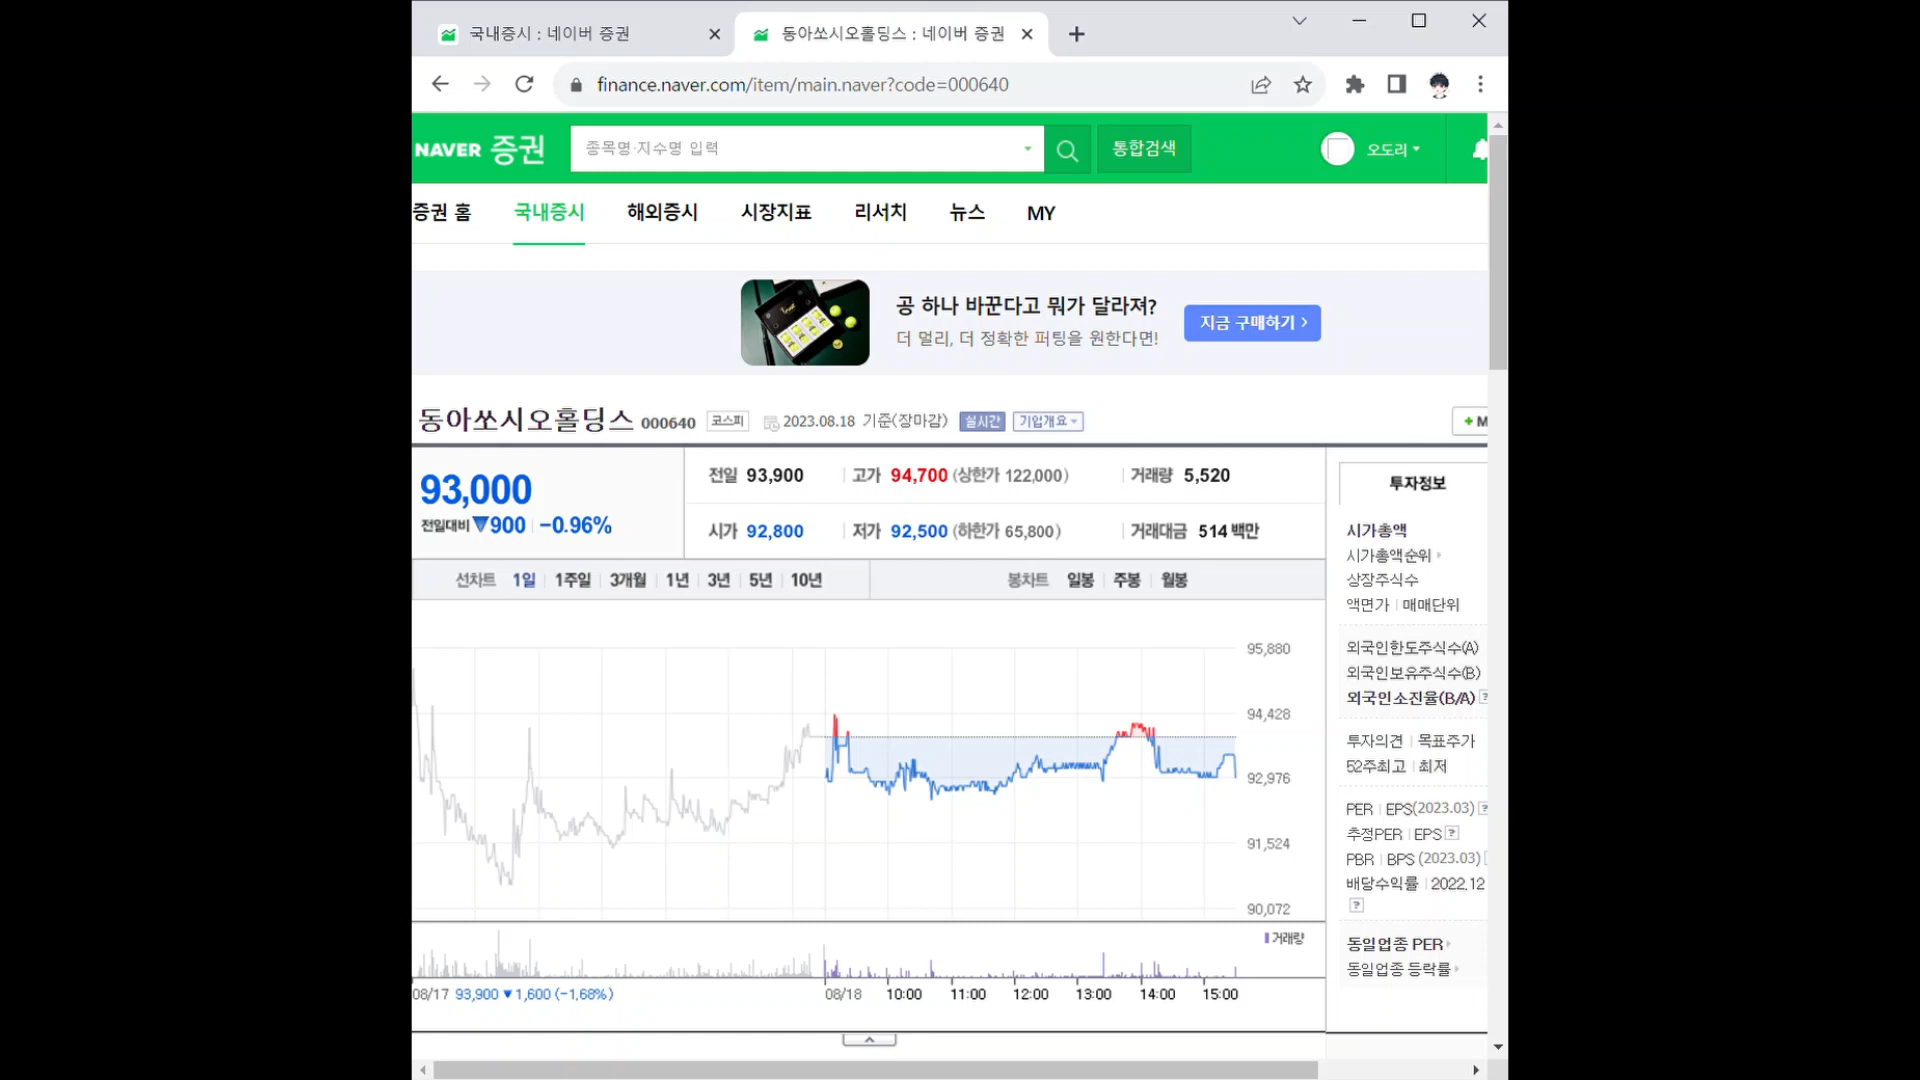 국내증시 : 네이버 증권
동아쏘시오홀딩스 : 네이버 증권
finance.naver.com/item/main.naver?code=000640
NAVER 증권
종목명·지수명 입력
통합검색
오도리
증권 홈 국내증시 해외증시 시장지표 리서치 뉴스 MY
공 하나 바꾼다고 뭐가 달라져?
더 멀리, 더 정확한 퍼팅을 원한다면!
지금 구매하기
동아쏘시오홀딩스 000640 코스피 2023.08.18 기준(장마감) 실시간 기업개요
+ M
93,000
전일대비 ▼900 -0.96%
전일 93,900 고가 94,700 (상한가 122,000) 거래량 5,520
시가 92,800 저가 92,500 (하한가 65,800) 거래대금 514 백만
선차트 1일 1주일 3개월 1년 3년 5년 10년
봉차트 일봉 주봉 월봉
95,880
94,428
92,976
91,524
90,072
거래량
08/17 93,900 ▼ 1,600 (-1.68%)
08/18 10:00 11:00 12:00 13:00 14:00 15:00
투자정보
시가총액
시가총액순위
상장주식수
액면가 | 매매단위
외국인한도주식수(A)
외국인보유주식수(B)
외국인소진율(B/A) ?
투자의견 | 목표주가
52주최고 | 최저
PER | EPS(2023.03) ?
추정PER | EPS ?
PBR | BPS (2023.03)
배당수익률 | 2022.12
?
동일업종 PER
동일업종 등락률